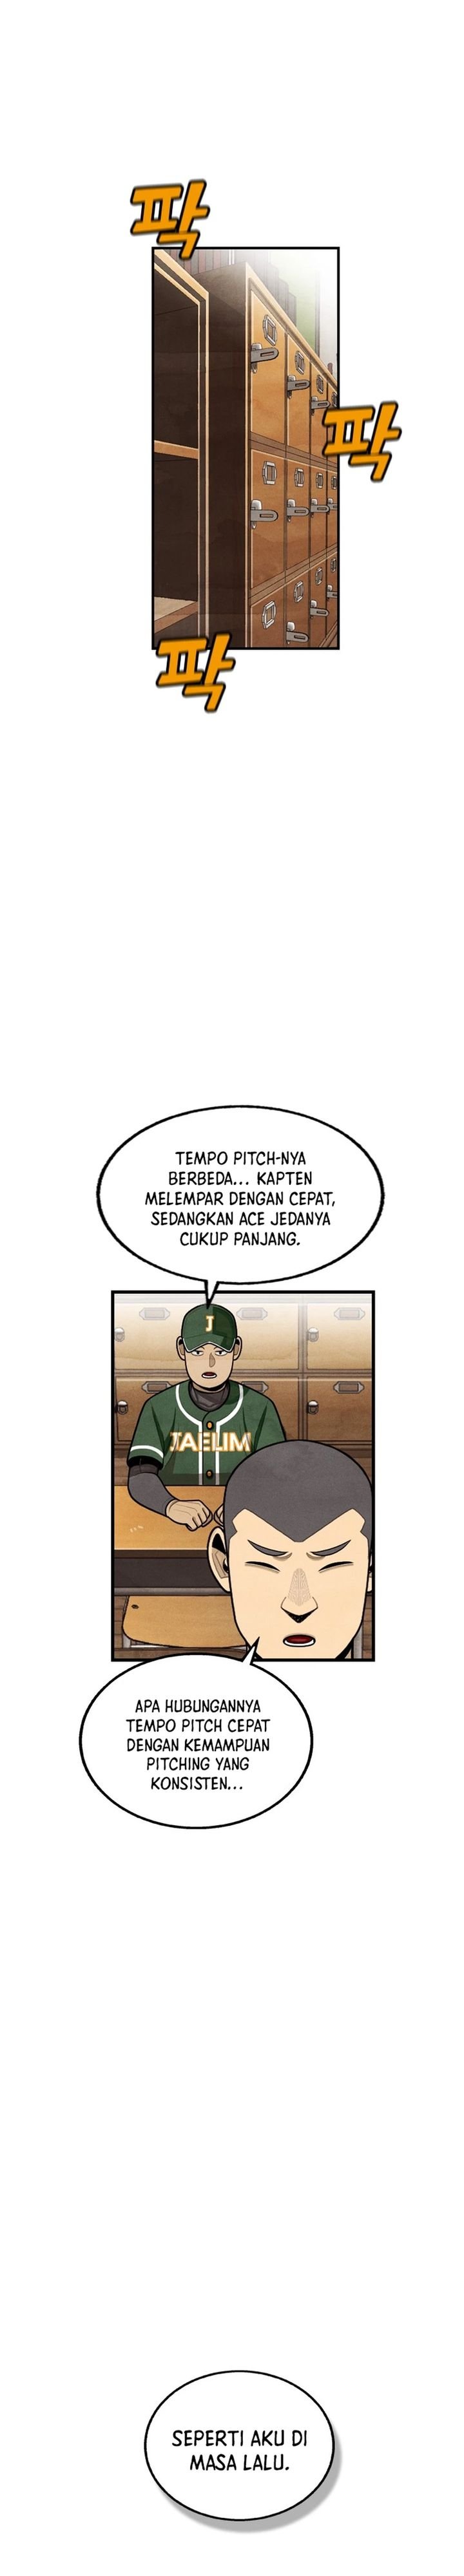 팍
팍
팍
TEMPO PITCH-NYA
BERBEDA... KAPTEN
MELEMPAR DENGAN CEPAT,
SEDANGKAN ACE JEDANYA
CUKUP PANJANG.
J
TAELIM
APA HUBUNGANNYA
TEMPO PITCH CEPAT
DENGAN KEMAMPUAN
PITCHING YANG
KONSISTEN...
SEPERTI AKU DI
MASA LALU.